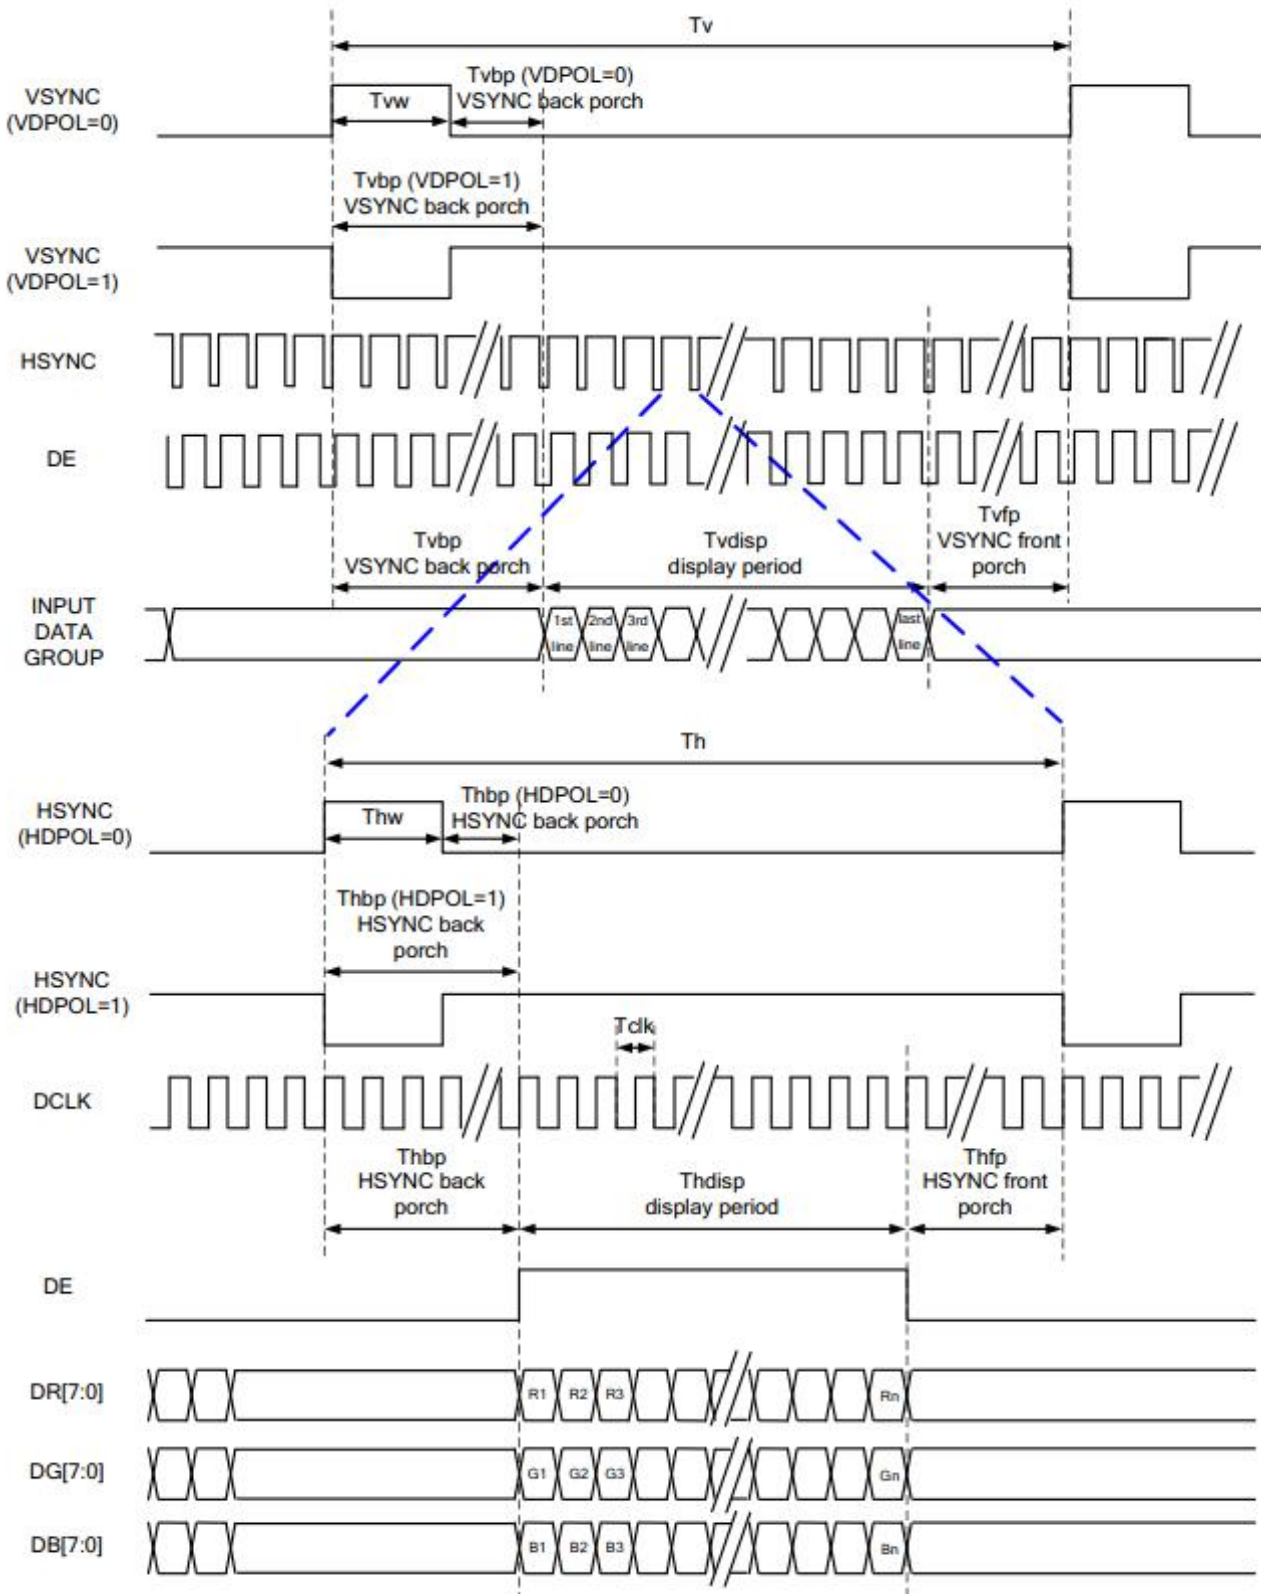 Tv
Tvbp (VDPOL=0)
VSYNC back porch
VSYNC
(VDPOL=0)
Tvw
Tvbp (VDPOL=1)
VSYNC back porch
VSYNC
(VDPOL=1)
HSYNC
DE
Tvbp
VSYNC back porch
Tvdisp
display period
Tvfp
VSYNC front
porch
INPUT
DATA
GROUP
1st
line
2nd
line
3rd
line
last
line
Th
HSYNC
(HDPOL=0)
Thw
Thbp (HDPOL=0)
HSYNC back porch
Thbp (HDPOL=1)
HSYNC back
porch
HSYNC
(HDPOL=1)
Tclk
DCLK
Thbp
HSYNC back
porch
Thdisp
display period
Thfp
HSYNC front
porch
DE
DR[7:0]
R1 R2 R3 Rn
DG[7:0]
G1 G2 G3 Gn
DB[7:0]
B1 B2 B3 Bn